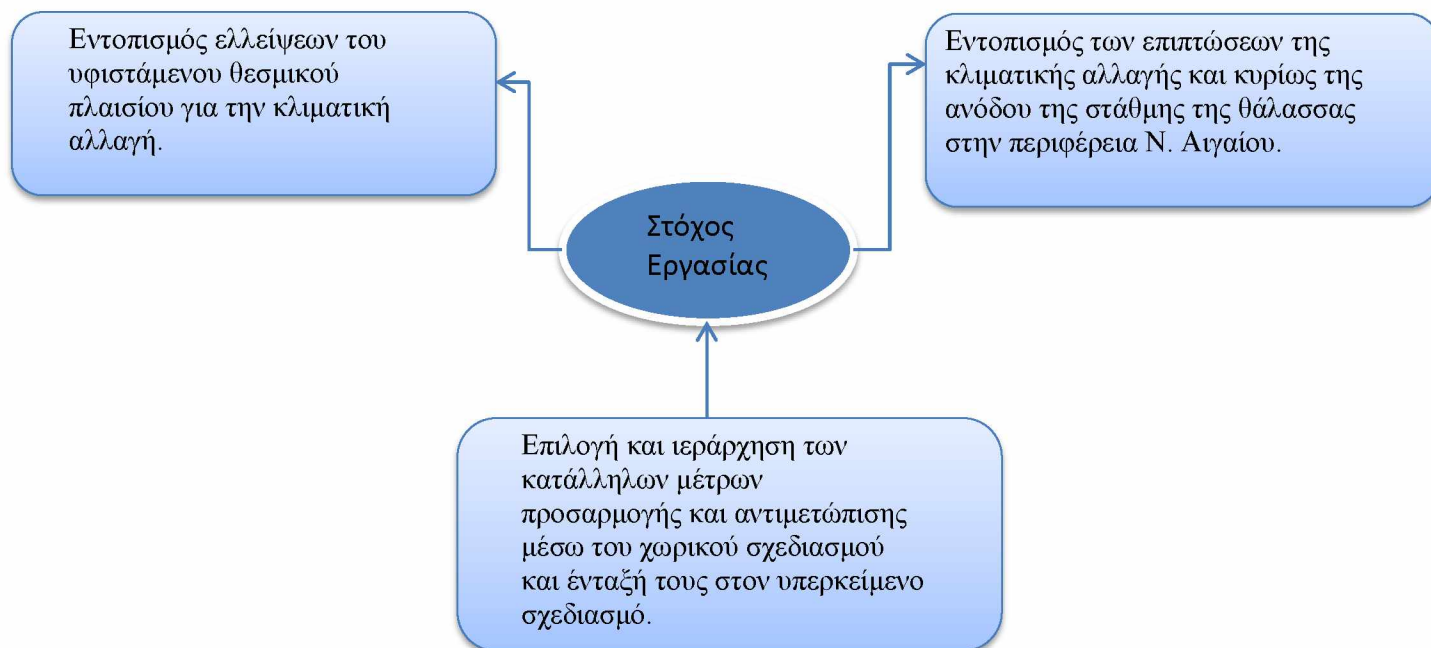 Εντοπισμός ελλείψεων του
υφιστάμενου θεσμικού
πλαισίου για την κλιματική
αλλαγή.
Εντοπισμός των επιπτώσεων της
κλιματικής αλλαγής και κυρίως της
ανόδου της στάθμης της θάλασσας
στην περιφέρεια Ν. Αιγαίου.
Στόχος
Εργασίας
Επιλογή και ιεράρχηση των
κατάλληλων μέτρων
προσαρμογής και αντιμετώπισης
μέσω του χωρικού σχεδιασμού
και ένταξή τους στον υπερκείμενο
σχεδιασμό.